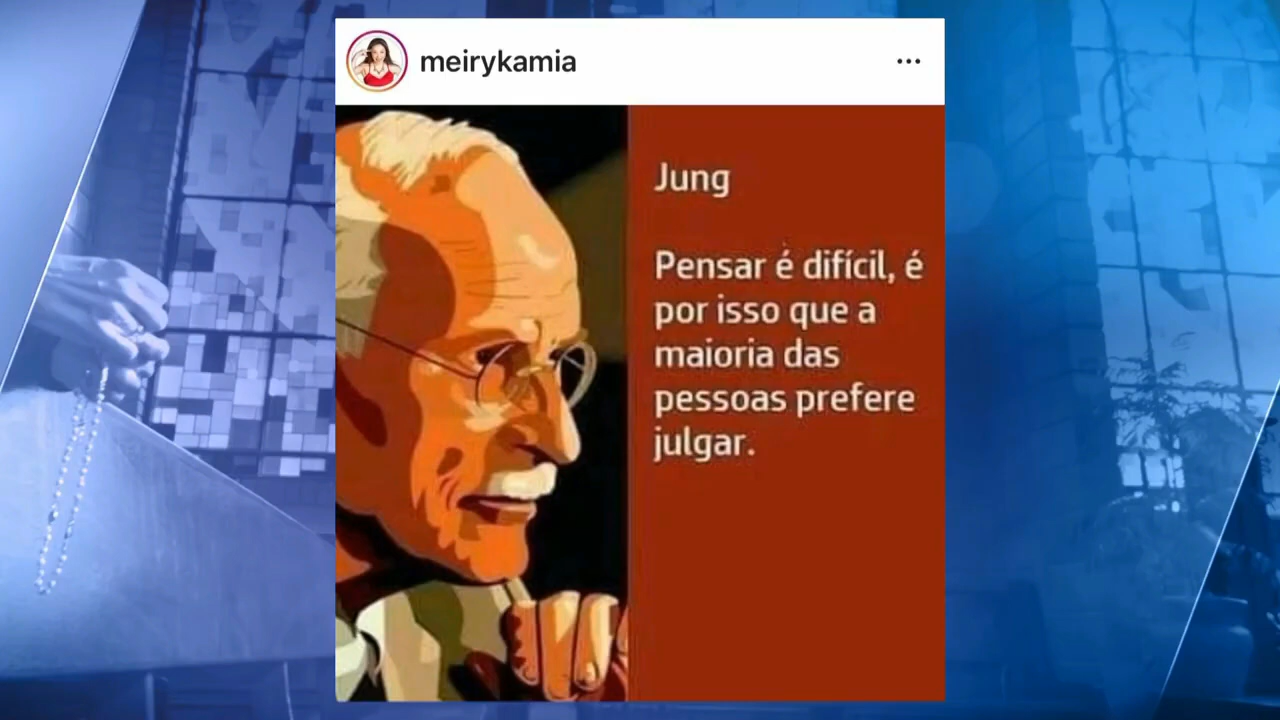 meirykamia
Jung
Pensar é difícil, é
por isso que a
maioria das
pessoas prefere
julgar.